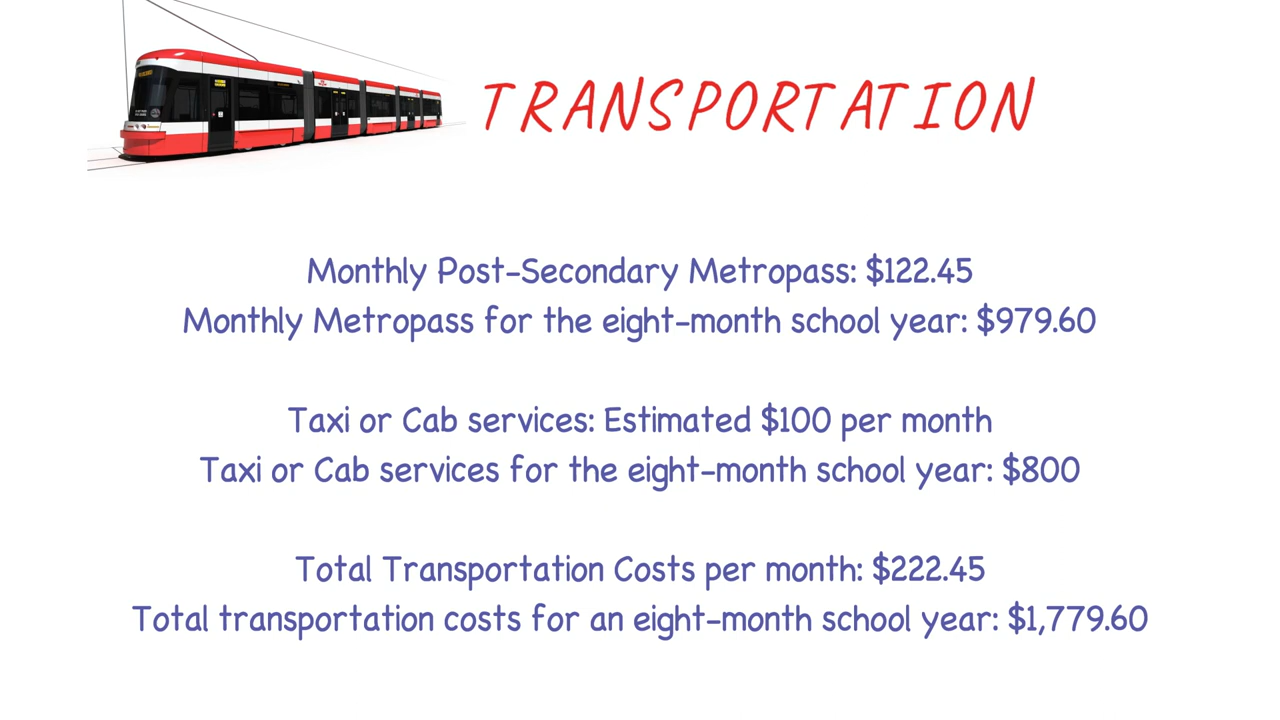 TRANSPORTATION
Monthly Post-Secondary Metropass: $122.45
Monthly Metropass for the eight-month school year: $979.60
Taxi or Cab services: Estimated $100 per month
Taxi or Cab services for the eight-month school year: $800
Total Transportation Costs per month: $222.45
Total transportation costs for an eight-month school year: $1,779.60